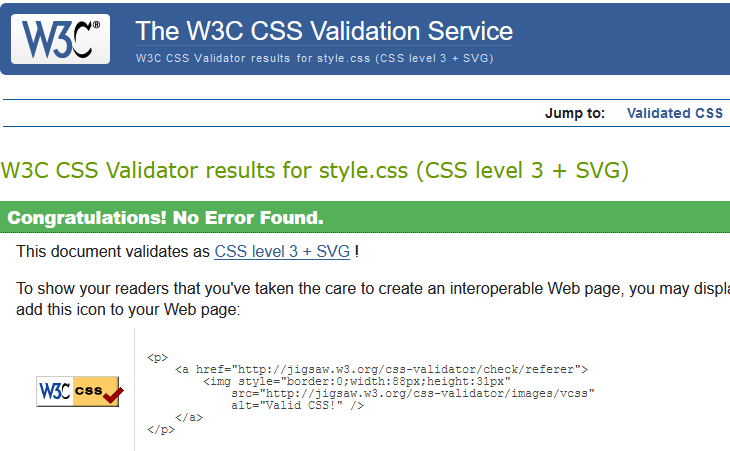 W3C® The W3C CSS Validation Service
W3C CSS Validator results for style.css (CSS level 3 + SVG)
Jump to: Validated CSS
W3C CSS Validator results for style.css (CSS level 3 + SVG)
Congratulations! No Error Found.
This document validates as CSS level 3 + SVG !
To show your readers that you've taken the care to create an interoperable Web page, you may displa
add this icon to your Web page:
W3C css
<p>
<a href="http://jigsaw.w3.org/css-validator/check/referer">
<img style="border:0;width:88px;height:31px"
src="http://jigsaw.w3.org/css-validator/images/vcss"
alt="Valid CSS!" />
</a>
</p>